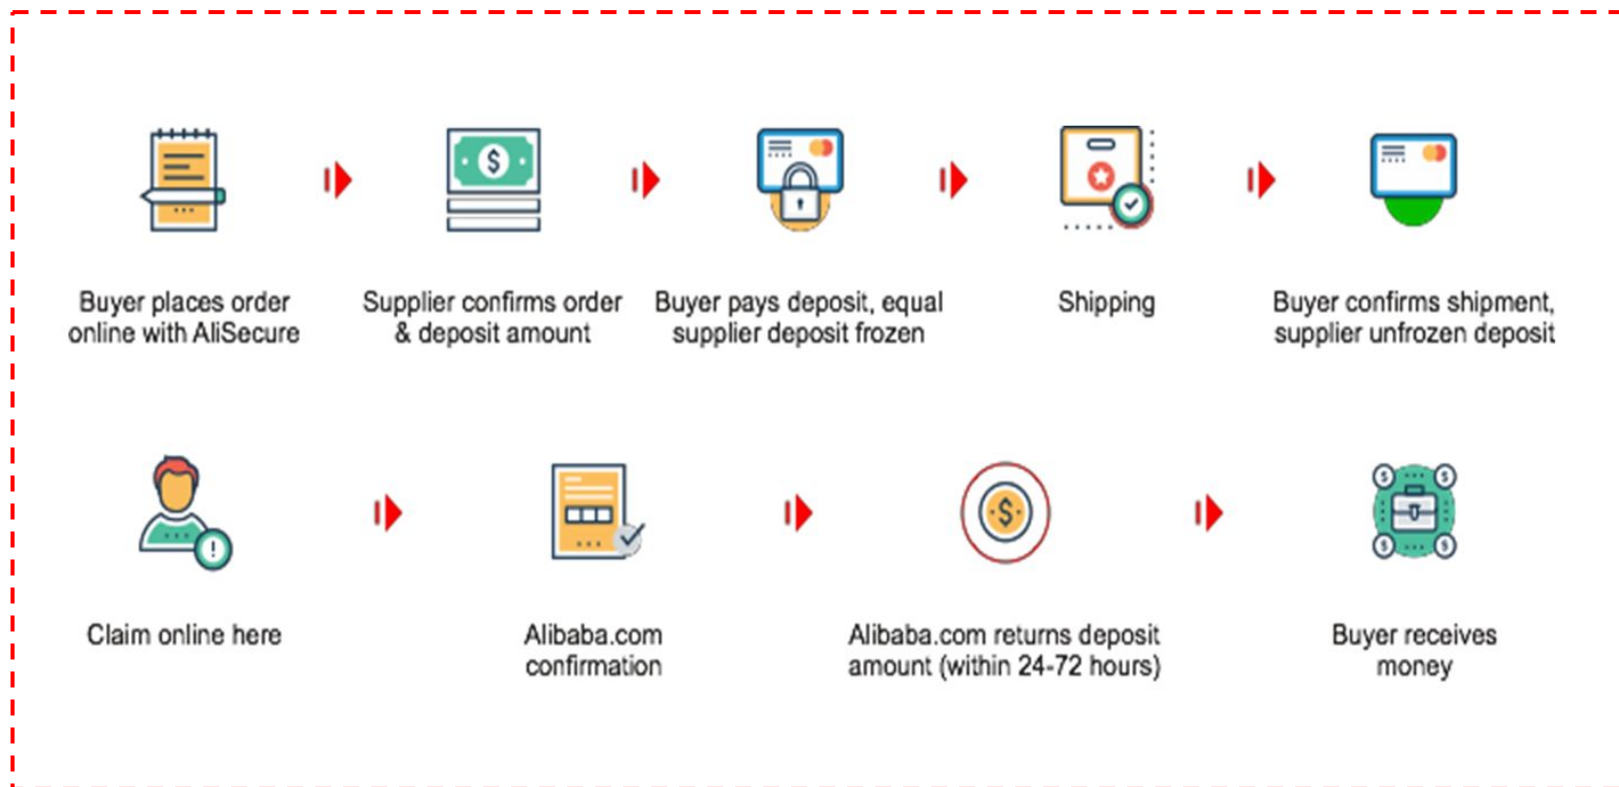 Buyer places order
online with AliSecure
Supplier confirms order
& deposit amount
Buyer pays deposit, equal
supplier deposit frozen
Shipping
Buyer confirms shipment,
supplier unfrozen deposit
Claim online here
Alibaba.com
confirmation
Alibaba.com returns deposit
amount (within 24-72 hours)
Buyer receives
money